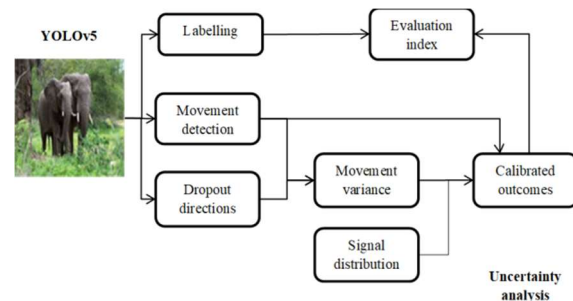 YOLOv5
Labelling
Evaluation
index
Movement
detection
Dropout
directions
Movement
variance
Calibrated
outcomes
Signal
distribution
Uncertainty
analysis